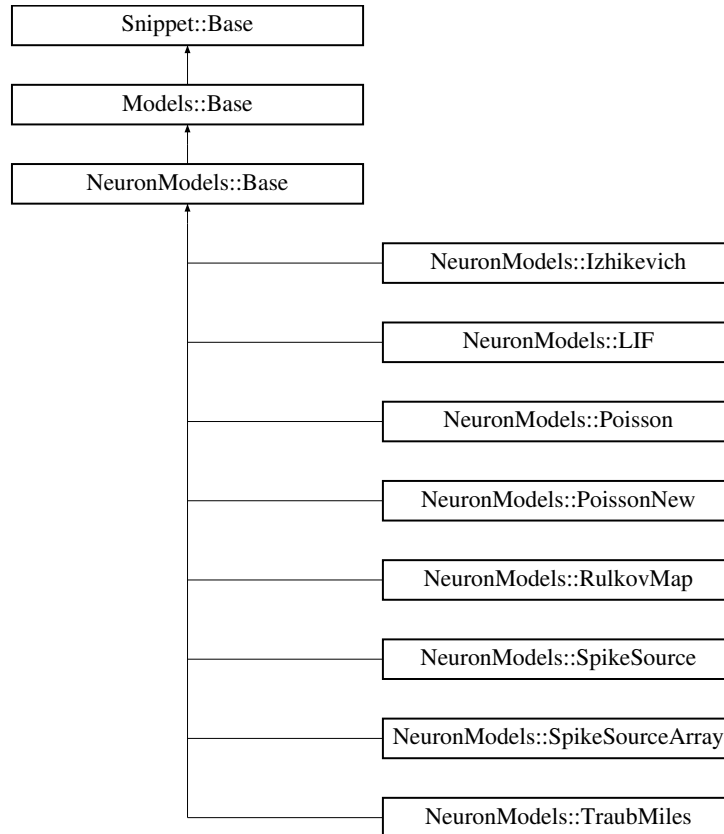 Snippet::Base
Models::Base
NeuronModels::Base
NeuronModels::Izhikevich
NeuronModels::LIF
NeuronModels::Poisson
NeuronModels::PoissonNew
NeuronModels::RulkovMap
NeuronModels::SpikeSource
NeuronModels::SpikeSourceArray
NeuronModels::TraubMiles